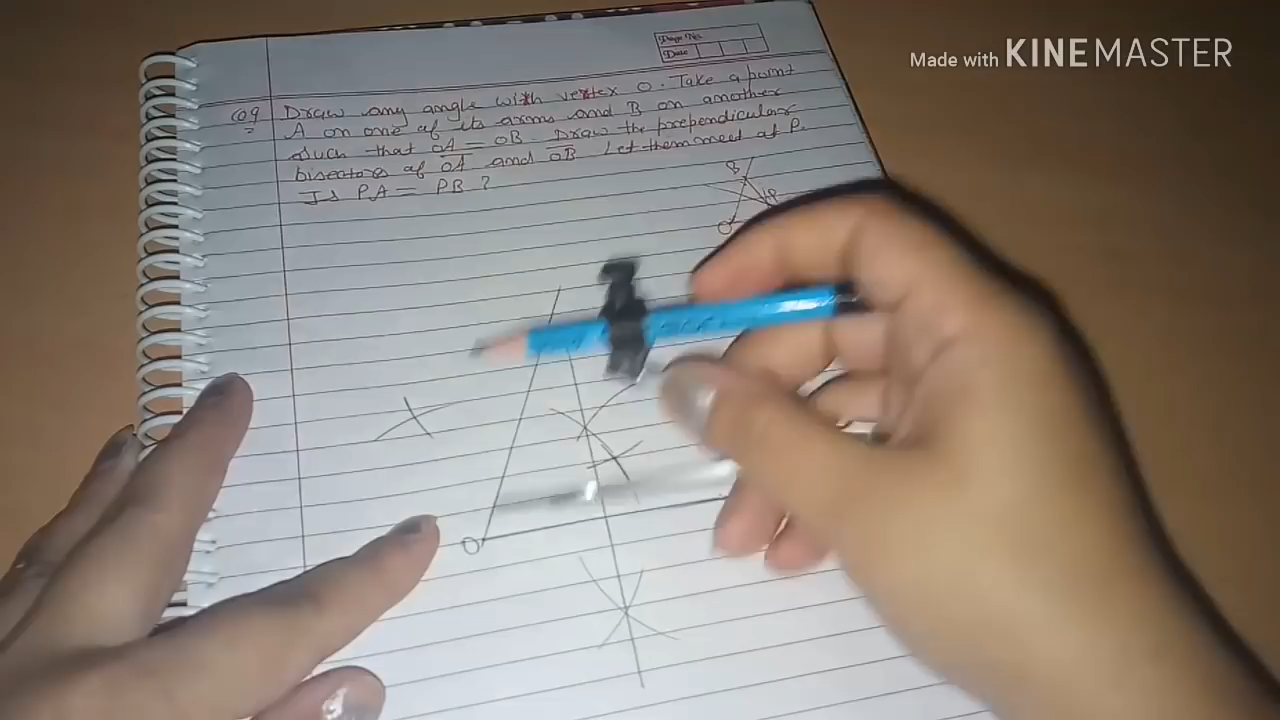 Made with KINEMASTER
Page No.
Date
Q9 Draw any angle with vertex O. Take a point
A on one of its arms and B on another
such that OA = OB. Draw the prependicular
bisectors of OA and OB. Let them meet at P.
Is PA = PB ?
B
P
O
O